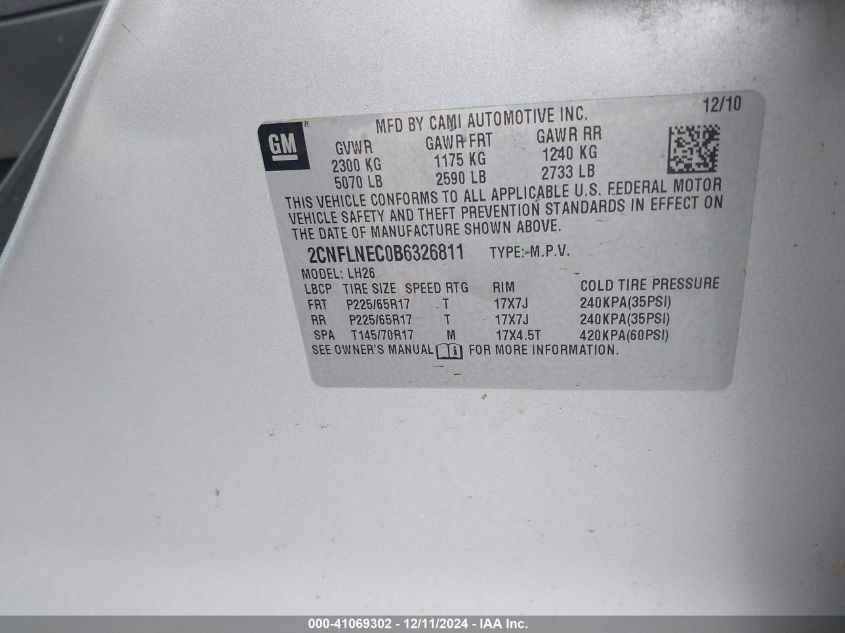 12/10
MFD BY CAMI AUTOMOTIVE INC.
GM
GVWR GAWR FRT GAWR RR
2300 KG 1175 KG 1240 KG
5070 LB 2590 LB 2733 LB
THIS VEHICLE CONFORMS TO ALL APPLICABLE U.S. FEDERAL MOTOR
VEHICLE SAFETY AND THEFT PREVENTION STANDARDS IN EFFECT ON
THE DATE OF MANUFACTURE SHOWN ABOVE.
2CNFLNEC0B6326811 TYPE: M.P.V.
MODEL: LH26
LBCP TIRE SIZE SPEED RTG RIM COLD TIRE PRESSURE
FRT P225/65R17 T 17X7J 240KPA(35PSI)
RR P225/65R17 T 17X7J 240KPA(35PSI)
SPA T145/70R17 M 17X4.5T 420KPA(60PSI)
SEE OWNER'S MANUAL FOR MORE INFORMATION.
000-41069302 - 12/11/2024 - IAA Inc.